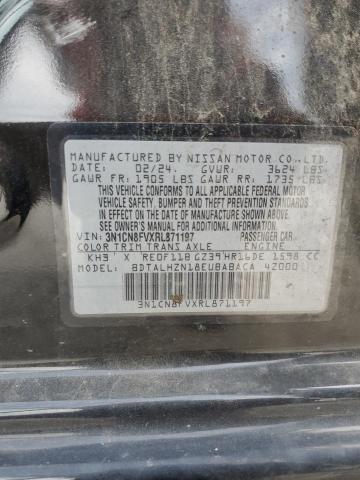 MANUFACTURED BY NISSAN MOTOR CO., LTD.
DATE: 02/24 GVWR: 3624 LBS
GAWR FR: 1905 LBS GAWR RR: 1735 LBS
THIS VEHICLE CONFORMS TO ALL APPLICABLE FEDERAL MOTOR
VEHICLE SAFETY, BUMPER AND THEFT PREVENTION STANDARDS
IN EFFECT ON THE DATE OF MANUFACTURE SHOWN ABOVE.
SEE OWNER'S MANUAL FOR ADDITIONAL INFORMATION.
VIN: 3N1CN8FVXRL871197 PASSENGER CAR
COLOR TRIM TRANS AXLE ENGINE
KH3 X RE0F11B GZ39 HR16DE 1598 CC
MODEL: BDTALHZN18EUBABACA 42000
3N1CN8FVXRL871197